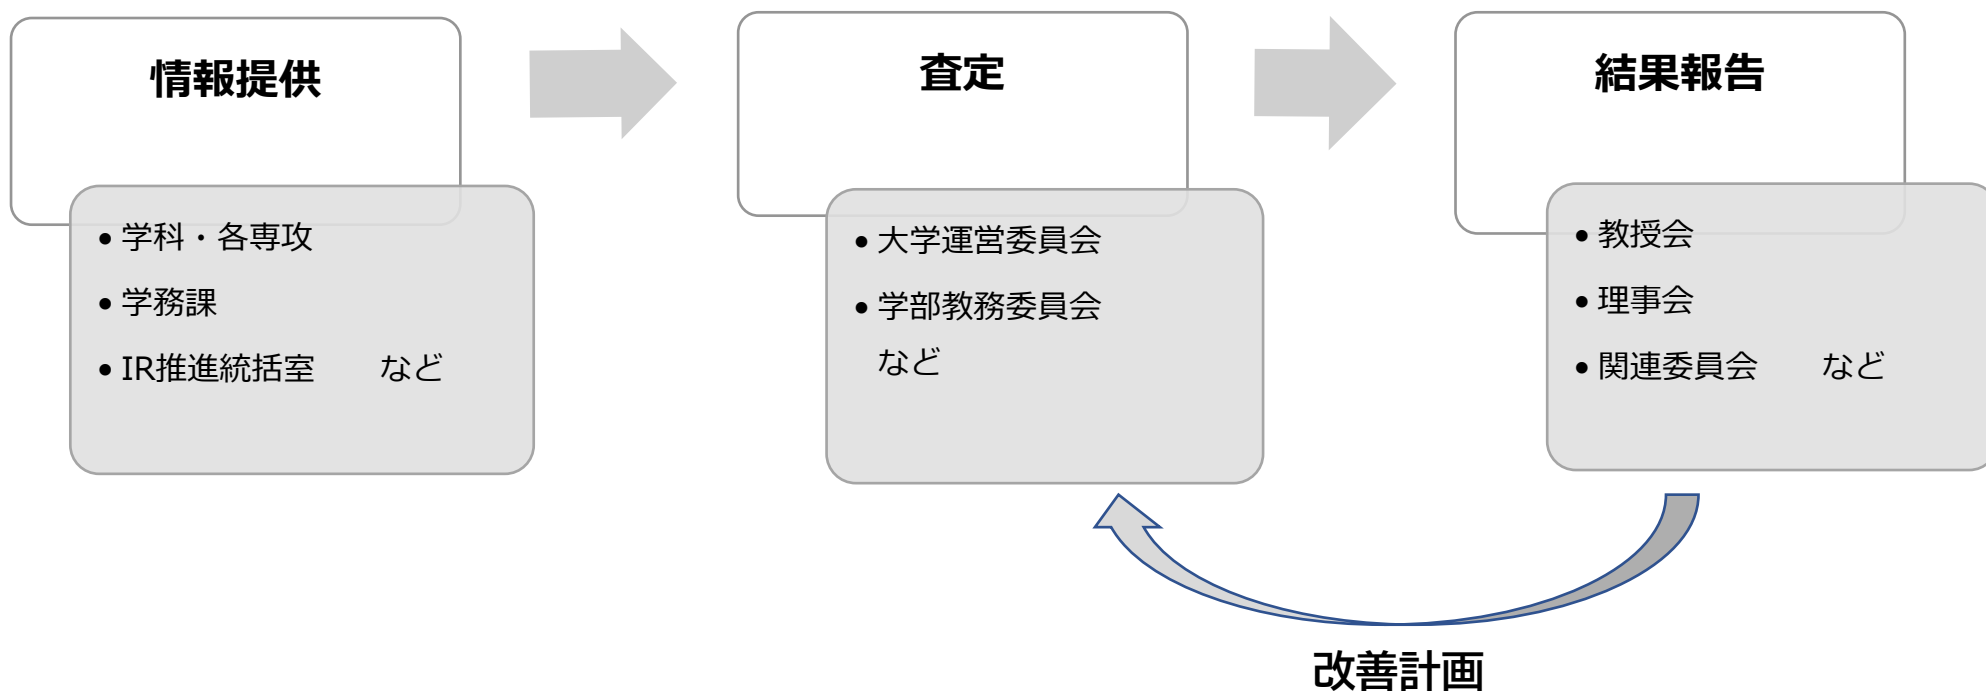 情報提供
• 学科・各専攻
• 学務課
• IR推進統括室　　など
査定
• 大学運営委員会
• 学部教務委員会
など
結果報告
• 教授会
• 理事会
• 関連委員会　　など
改善計画